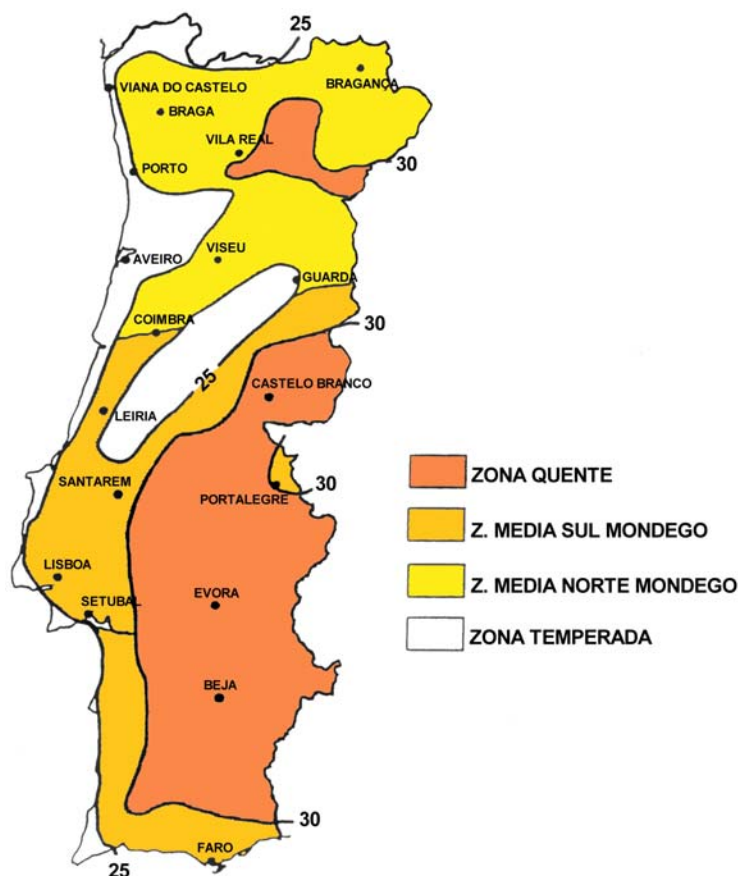 25
BRAGANÇA
VIANA DO CASTELO
BRAGA
VILA REAL
30
PORTO
AVEIRO
VISEU
GUARDA
COIMBRA
30
25
CASTELO BRANCO
LEIRIA
SANTAREM
PORTALEGRE
30
LISBOA
SETUBAL
EVORA
BEJA
30
FARO
25
ZONA QUENTE
Z. MEDIA SUL MONDEGO
Z. MEDIA NORTE MONDEGO
ZONA TEMPERADA